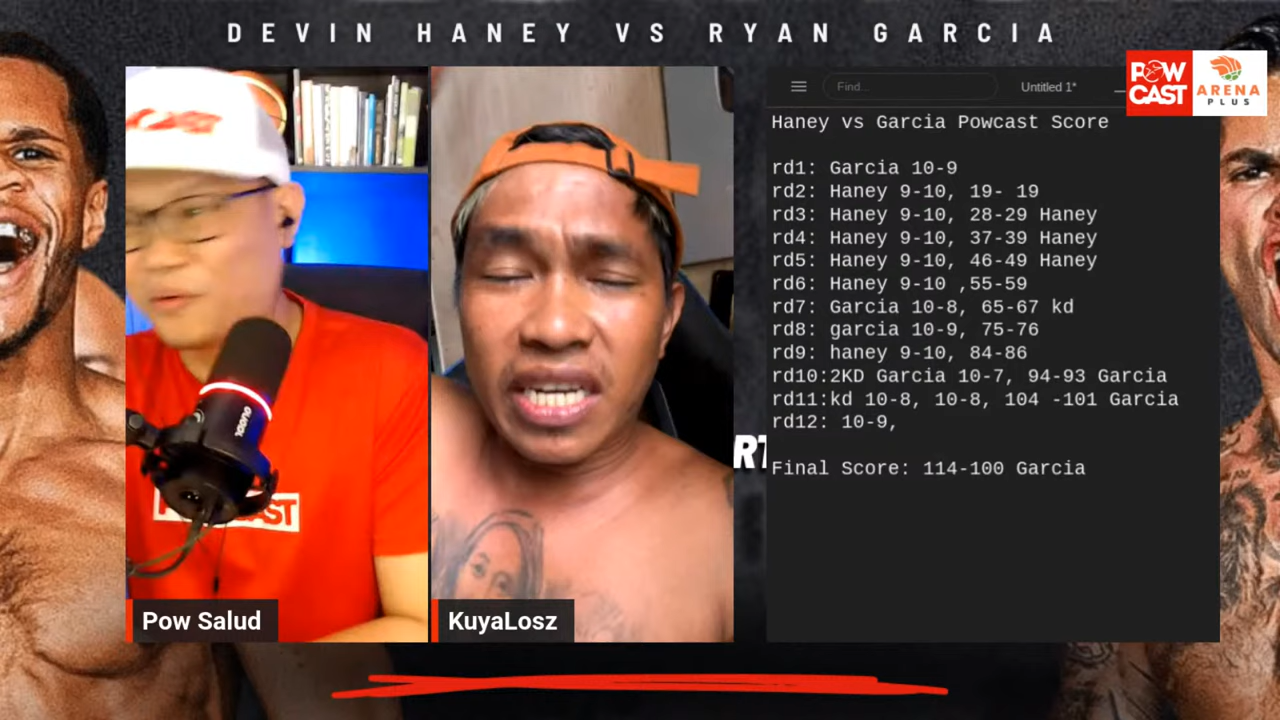 DEVIN HANEY VS RYAN GARCIA
POW
CAST
ARENA
PLUS
Find...
Untitled 1*
Haney vs Garcia Powcast Score
rd1: Garcia 10-9
rd2: Haney 9-10, 19- 19
rd3: Haney 9-10, 28-29 Haney
rd4: Haney 9-10, 37-39 Haney
rd5: Haney 9-10, 46-49 Haney
rd6: Haney 9-10 ,55-59
rd7: Garcia 10-8, 65-67 kd
rd8: garcia 10-9, 75-76
rd9: haney 9-10, 84-86
rd10:2KD Garcia 10-7, 94-93 Garcia
rd11:kd 10-8, 10-8, 104 -101 Garcia
rd12: 10-9,
Final Score: 114-100 Garcia
RT
Pow Salud
KuyaLosz